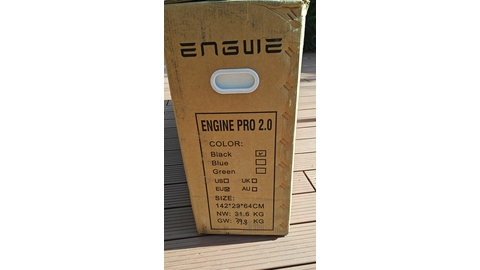 ENGWE
ENGINE PRO 2.0
COLOR:
Black
Blue
Green
US UK
EU AU
SIZE:
142*29*64CM
NW: 31.6 KG
GW: KG